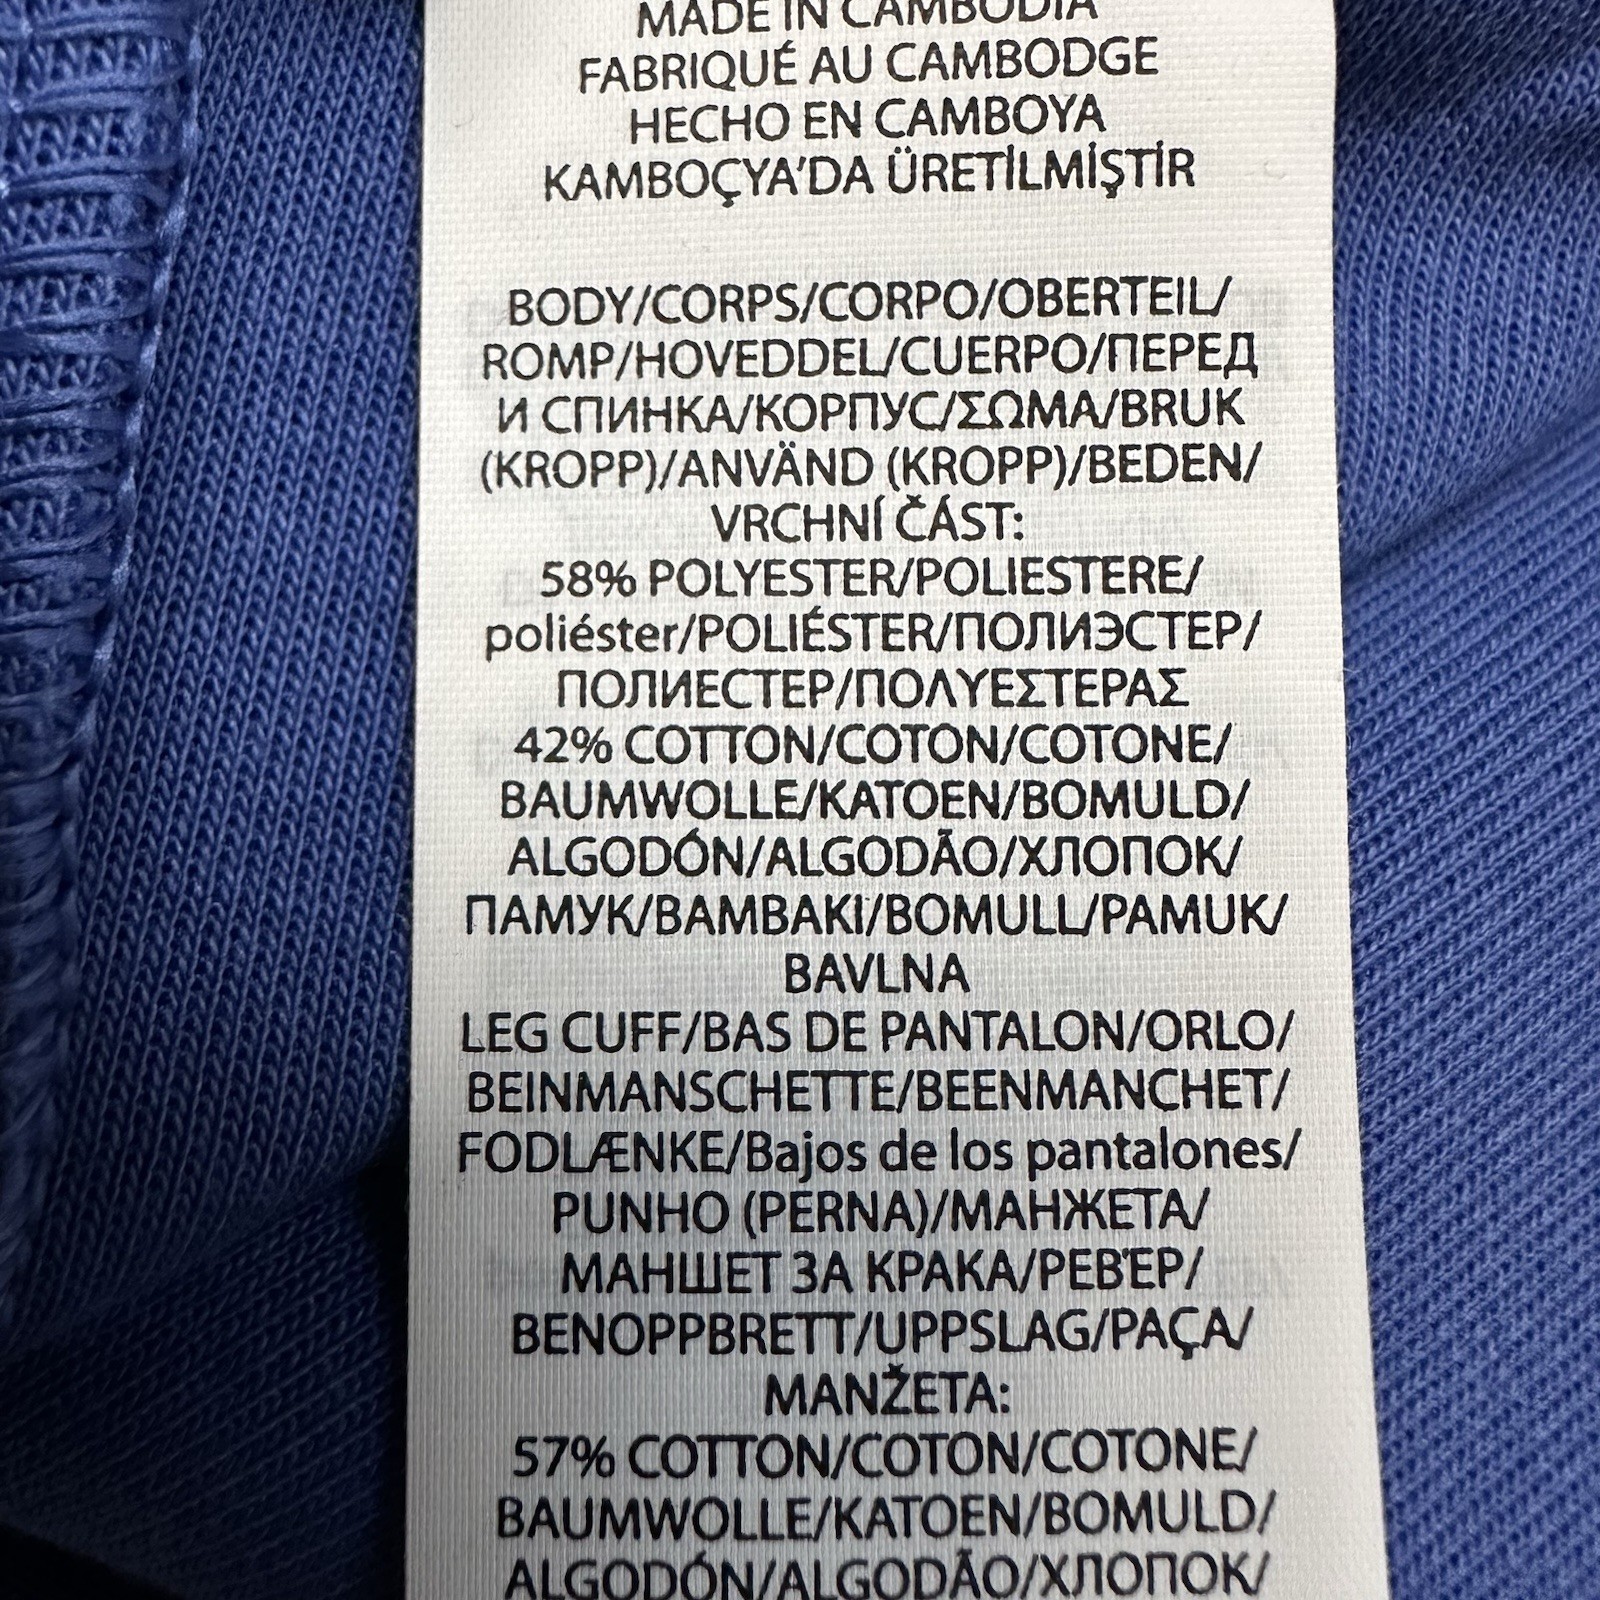 MADE IN CAMBODIA
FABRIQUÉ AU CAMBODGE
HECHO EN CAMBOYA
KAMBOÇYA'DA ÜRETİLMİŞTİR
BODY/CORPS/CORPO/OBERTEIL/
ROMP/HOVEDDEL/CUERPO/ПЕРЕД
И СПИНКА/КОРПУС/ΣΩΜΑ/BRUK
(KROPP)/ANVÄND (KROPP)/BEDEN/
VRCHNÍ ČÁST:
58% POLYESTER/POLIESTERE/
poliéster/POLIÉSTER/ПОЛИЭСТЕР/
ПОЛИЕСТЕР/ΠΟΛΥΕΣΤΕΡΑΣ
42% COTTON/COTON/COTONE/
BAUMWOLLE/KATOEN/BOMULD/
ALGODÓN/ALGODÃO/ХЛОПОК/
ПАМУК/BAMBAKI/BOMULL/PAMUK/
BAVLNA
LEG CUFF/BAS DE PANTALON/ORLO/
BEINMANSCHETTE/BEENMANCHET/
FODLÆNKE/Bajos de los pantalones/
PUNHO (PERNA)/МАНЖЕТА/
МАНШЕТ ЗА КРАКА/ΡΕΒΈΡ/
BENOPPBRETT/UPPSLAG/PAÇA/
MANŽETA:
57% COTTON/COTON/COTONE/
BAUMWOLLE/KATOEN/BOMULD/
ALGODÓN/ALGODÃO/ХЛОПОК/